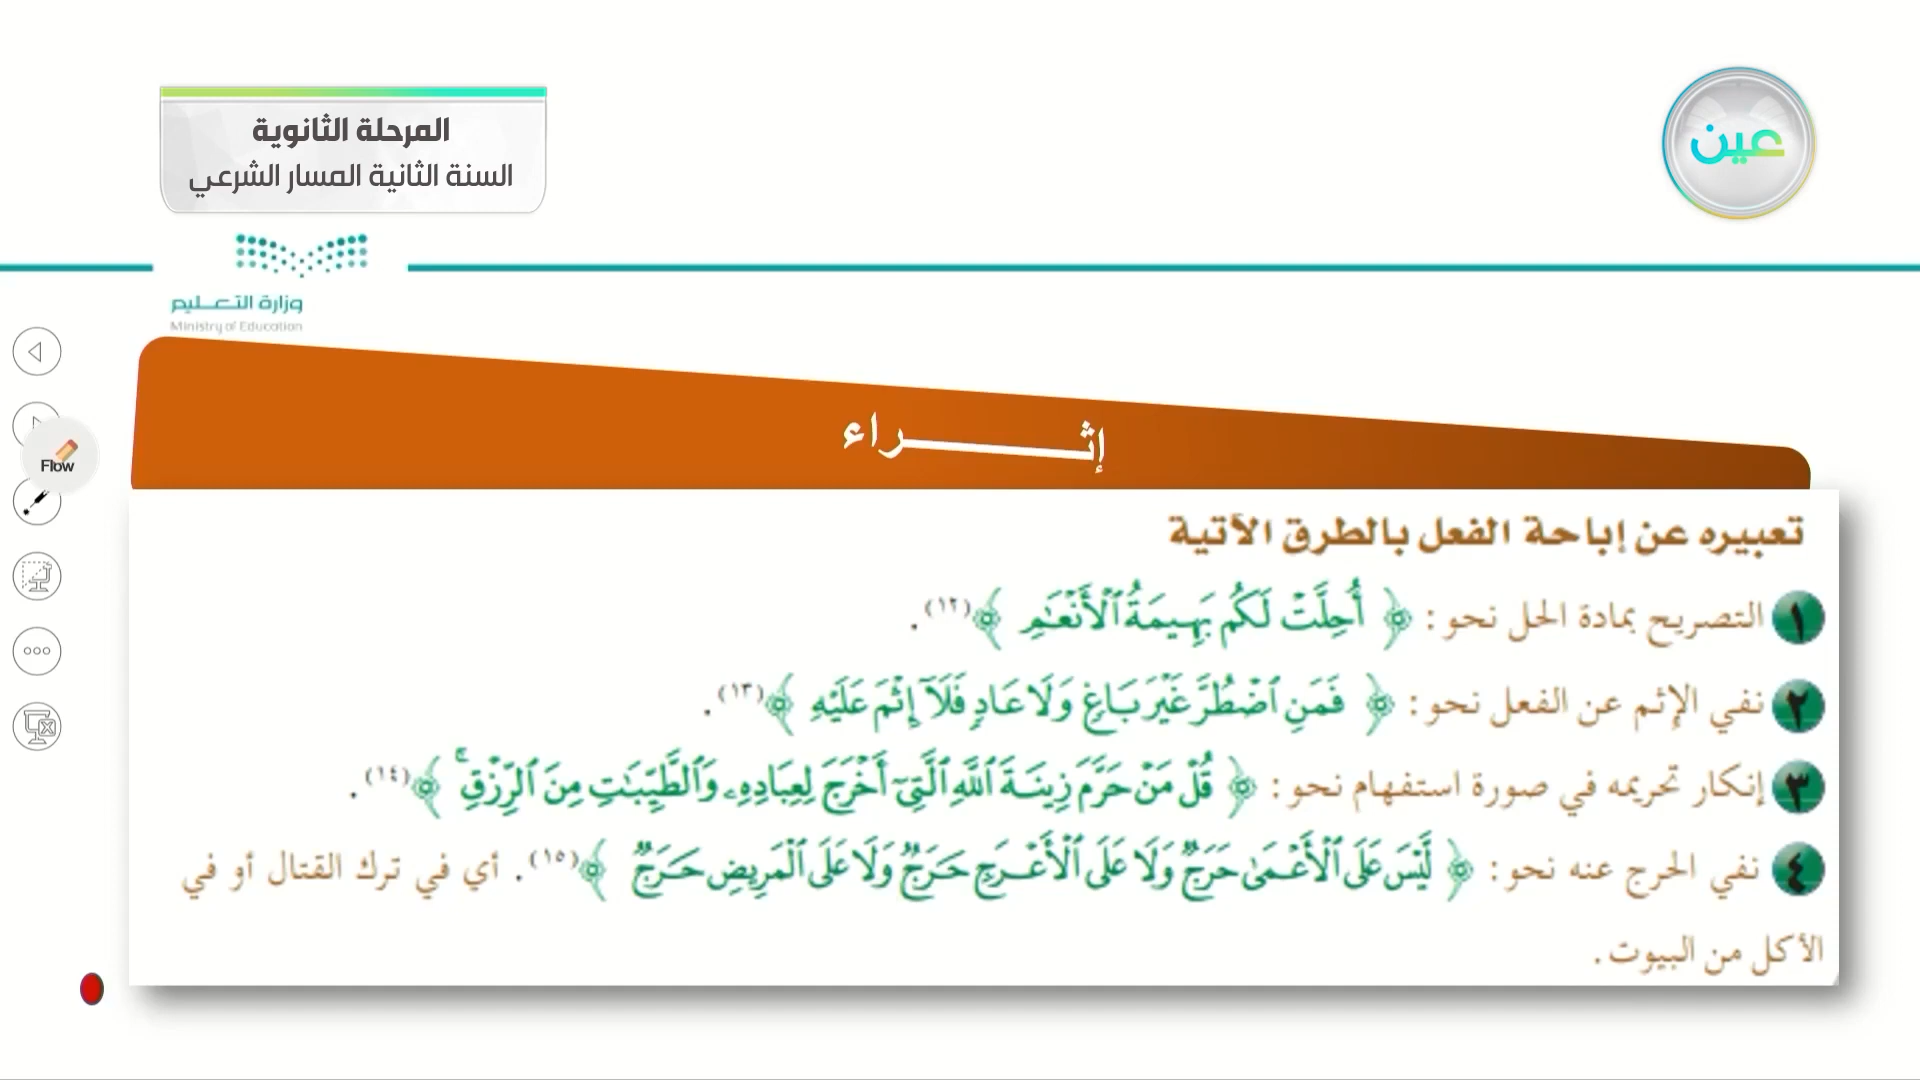 المرحلة الثانوية
السنة الثانية المسار الشرعي
عين
وزارة التعليم
Ministry of Education
Flow
إثراء
تعبيره عن إباحة الفعل بالطرق الآتية
١ التصريح بمادة الحل نحو: ﴿ أُحِلَّتْ لَكُم بَهِيمَةُ ٱلْأَنْعَٰمِ ﴾(١٢).
٢ نفي الإثم عن الفعل نحو: ﴿ فَمَنِ ٱضْطُرَّ غَيْرَ بَاغٍ وَلَا عَادٍ فَلَآ إِثْمَ عَلَيْهِ ﴾(١٣).
٣ إنكار تحريمه في صورة استفهام نحو: ﴿ قُلْ مَنْ حَرَّمَ زِينَةَ ٱللَّهِ ٱلَّتِىٓ أَخْرَجَ لِعِبَادِهِۦ وَٱلطَّيِّبَٰتِ مِنَ ٱلرِّزْقِ ۚ ﴾(١٤).
٤ نفي الحرج عنه نحو: ﴿ لَّيْسَ عَلَى ٱلْأَعْمَىٰ حَرَجٌ وَلَا عَلَى ٱلْأَعْرَجِ حَرَجٌ وَلَا عَلَى ٱلْمَرِيضِ حَرَجٌ ﴾(١٥). أي في ترك القتال أو في
الأكل من البيوت.